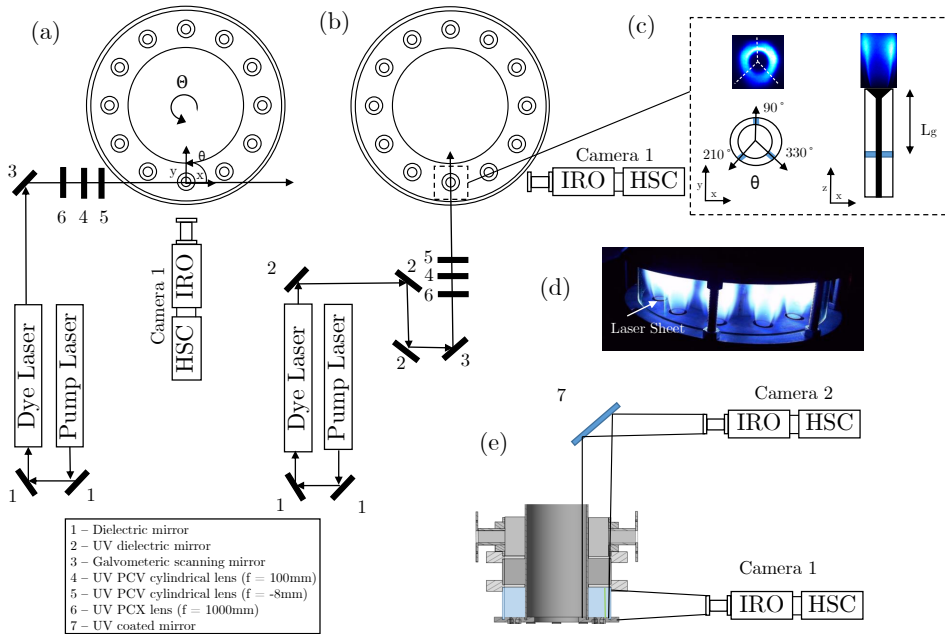 (a)
Θ
θ
y
x
3
6 4 5
Camera 1
IRO
HSC
Dye Laser
Pump Laser
1
1
(b)
Camera 1
IRO
HSC
5
4
6
2
2
2
3
Dye Laser
Pump Laser
1
1
(c)
90°
210°
330°
θ
y
x
z
x
Lg
(d)
Laser Sheet
(e)
7
Camera 2
IRO
HSC
Camera 1
IRO
HSC
1 – Dielectric mirror
2 – UV dielectric mirror
3 – Galvometeric scanning mirror
4 – UV PCV cylindrical lens (f = 100mm)
5 – UV PCV cylindrical lens (f = -8mm)
6 – UV PCX lens (f = 1000mm)
7 – UV coated mirror